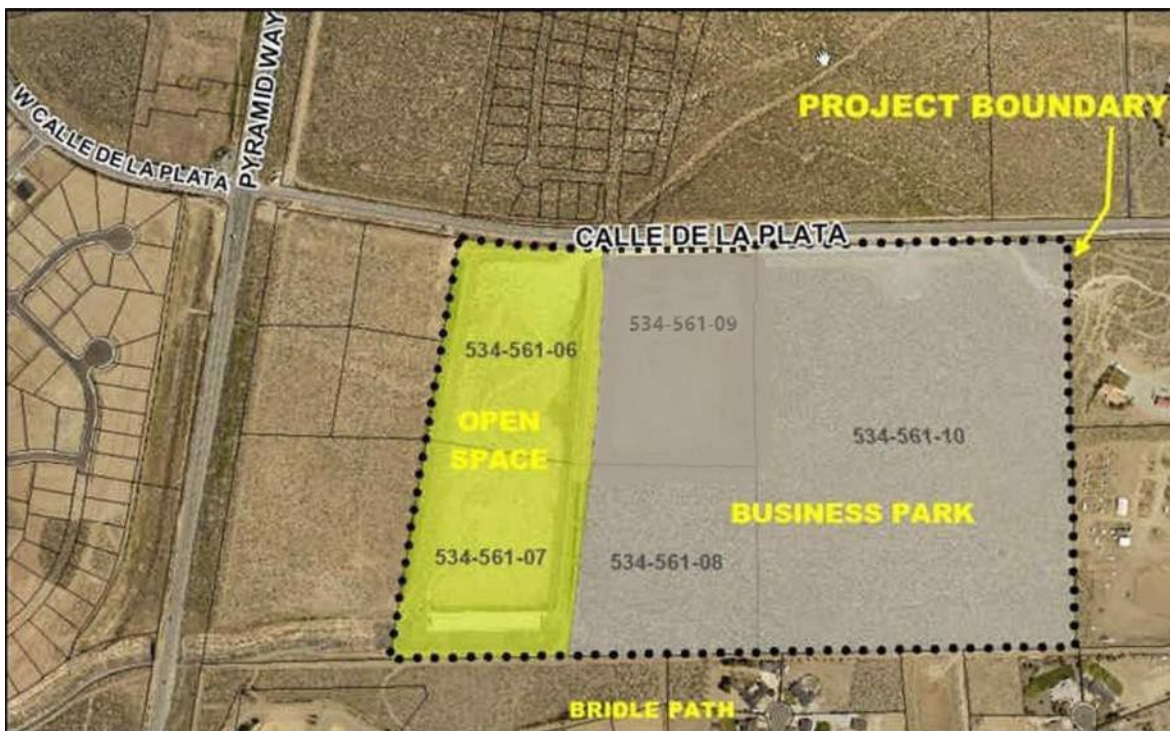 W CALLE DE LA PLATA
PYRAMID WAY
PROJECT BOUNDARY
CALLE DE LA PLATA
534-561-06
534-561-09
OPEN
SPACE
534-561-10
BUSINESS PARK
534-561-07
534-561-08
BRIDLE PATH